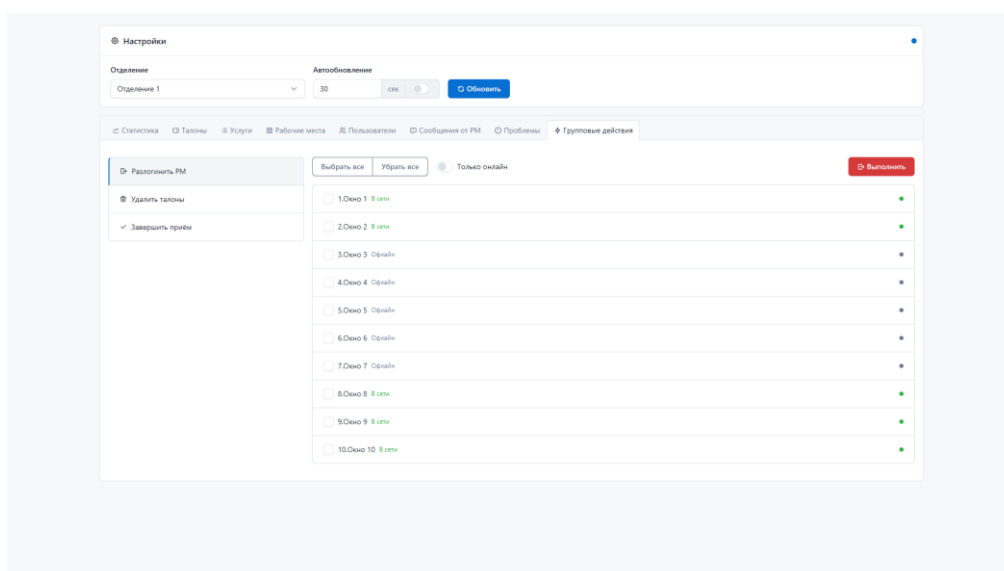 Настройки
Отделение
Автообновление
Отделение 1
30 сек Обновить
Статистика Талоны Услуги Рабочие места Пользователи Сообщения от РМ Проблемы Групповые действия
Разлогинить РМ
Выбрать все Убрать все Только онлайн Выполнить
Удалить талоны
Завершить приём
1.Окно 1 В сети
2.Окно 2 В сети
3.Окно 3 Офлайн
4.Окно 4 Офлайн
5.Окно 5 Офлайн
6.Окно 6 Офлайн
7.Окно 7 Офлайн
8.Окно 8 В сети
9.Окно 9 В сети
10.Окно 10 В сети